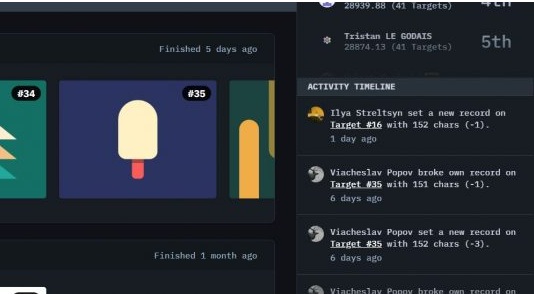 28939.88 (41 Targets)
4th
Tristan LE GODAIS
28874.13 (41 Targets)
5th
Finished 5 days ago
#34
#35
ACTIVITY TIMELINE
Ilya Streltsyn set a new record on
Target #16 with 152 chars (-1).
1 day ago
Viacheslav Popov broke own record on
Target #35 with 151 chars (-1).
6 days ago
Viacheslav Popov set a new record on
Target #35 with 152 chars (-3).
6 days ago
Finished 1 month ago
Viacheslav Popov broke own record on